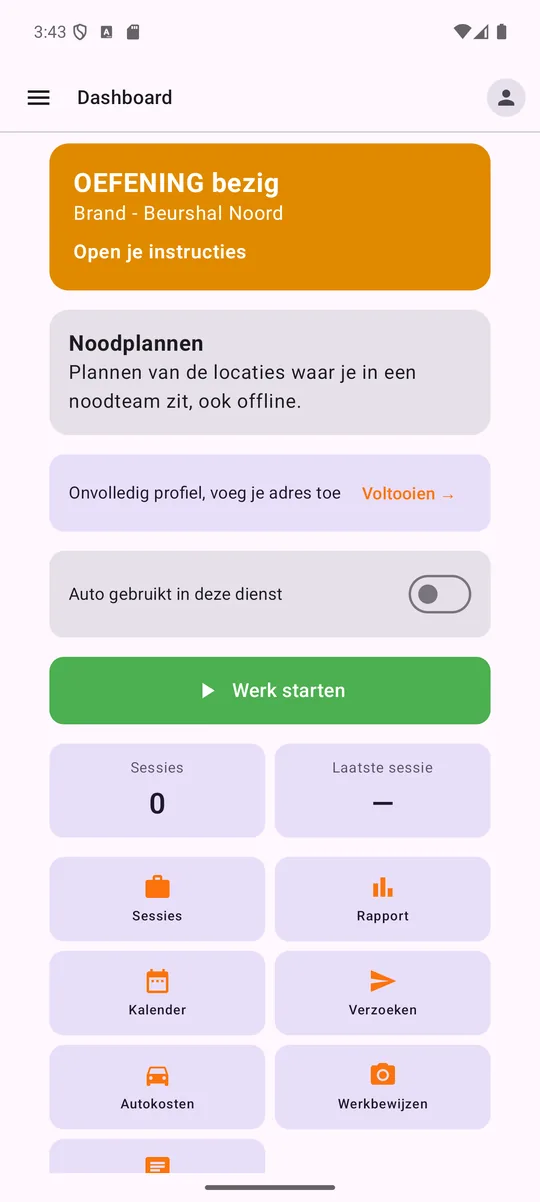 3:43
Dashboard
OEFENING bezig
Brand - Beurshal Noord
Open je instructies
Noodplannen
Plannen van de locaties waar je in een
noodteam zit, ook offline.
Onvolledig profiel, voeg je adres toe
Voltooien →
Auto gebruikt in deze dienst
Werk starten
Sessies
Laatste sessie
0
—
Sessies
Rapport
Kalender
Verzoeken
Autokosten
Werkbewijzen